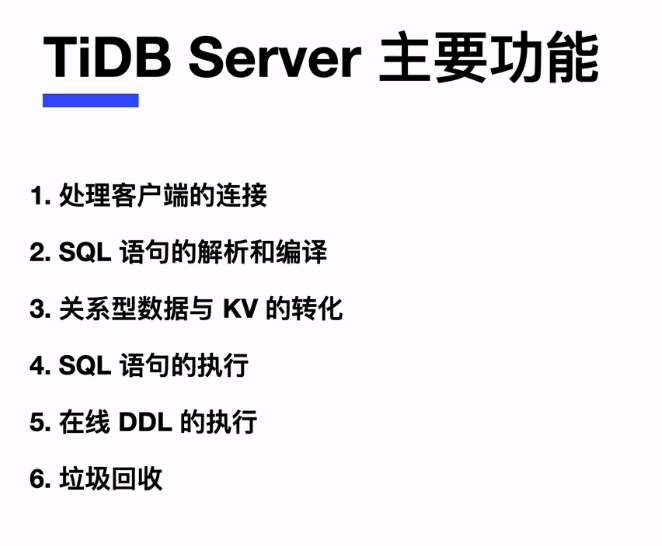 TiDB Server 主要功能
1. 处理客户端的连接
2. SQL 语句的解析和编译
3. 关系型数据与 KV 的转化
4. SQL 语句的执行
5. 在线 DDL 的执行
6. 垃圾回收